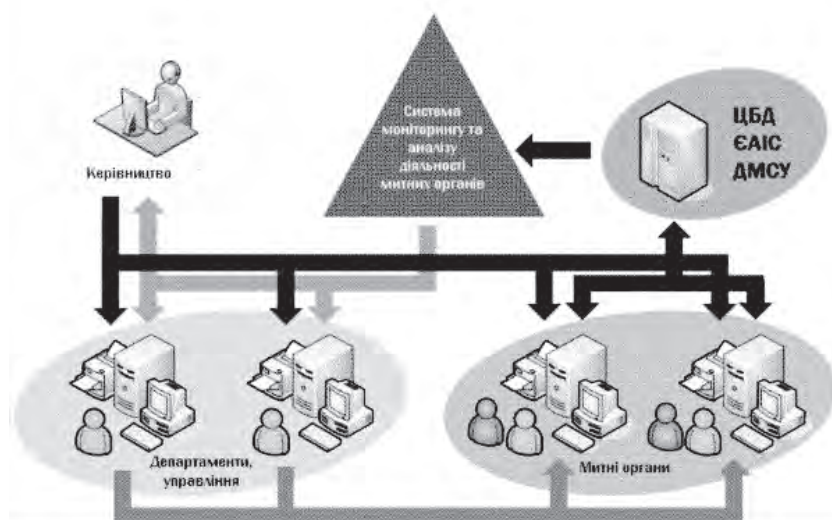 Керівництво
Система
моніторингу та
аналізу
діяльності
митних органів
ЦБД
ЄАІС
ДМСУ
Департаменти,
управління
Митні органи